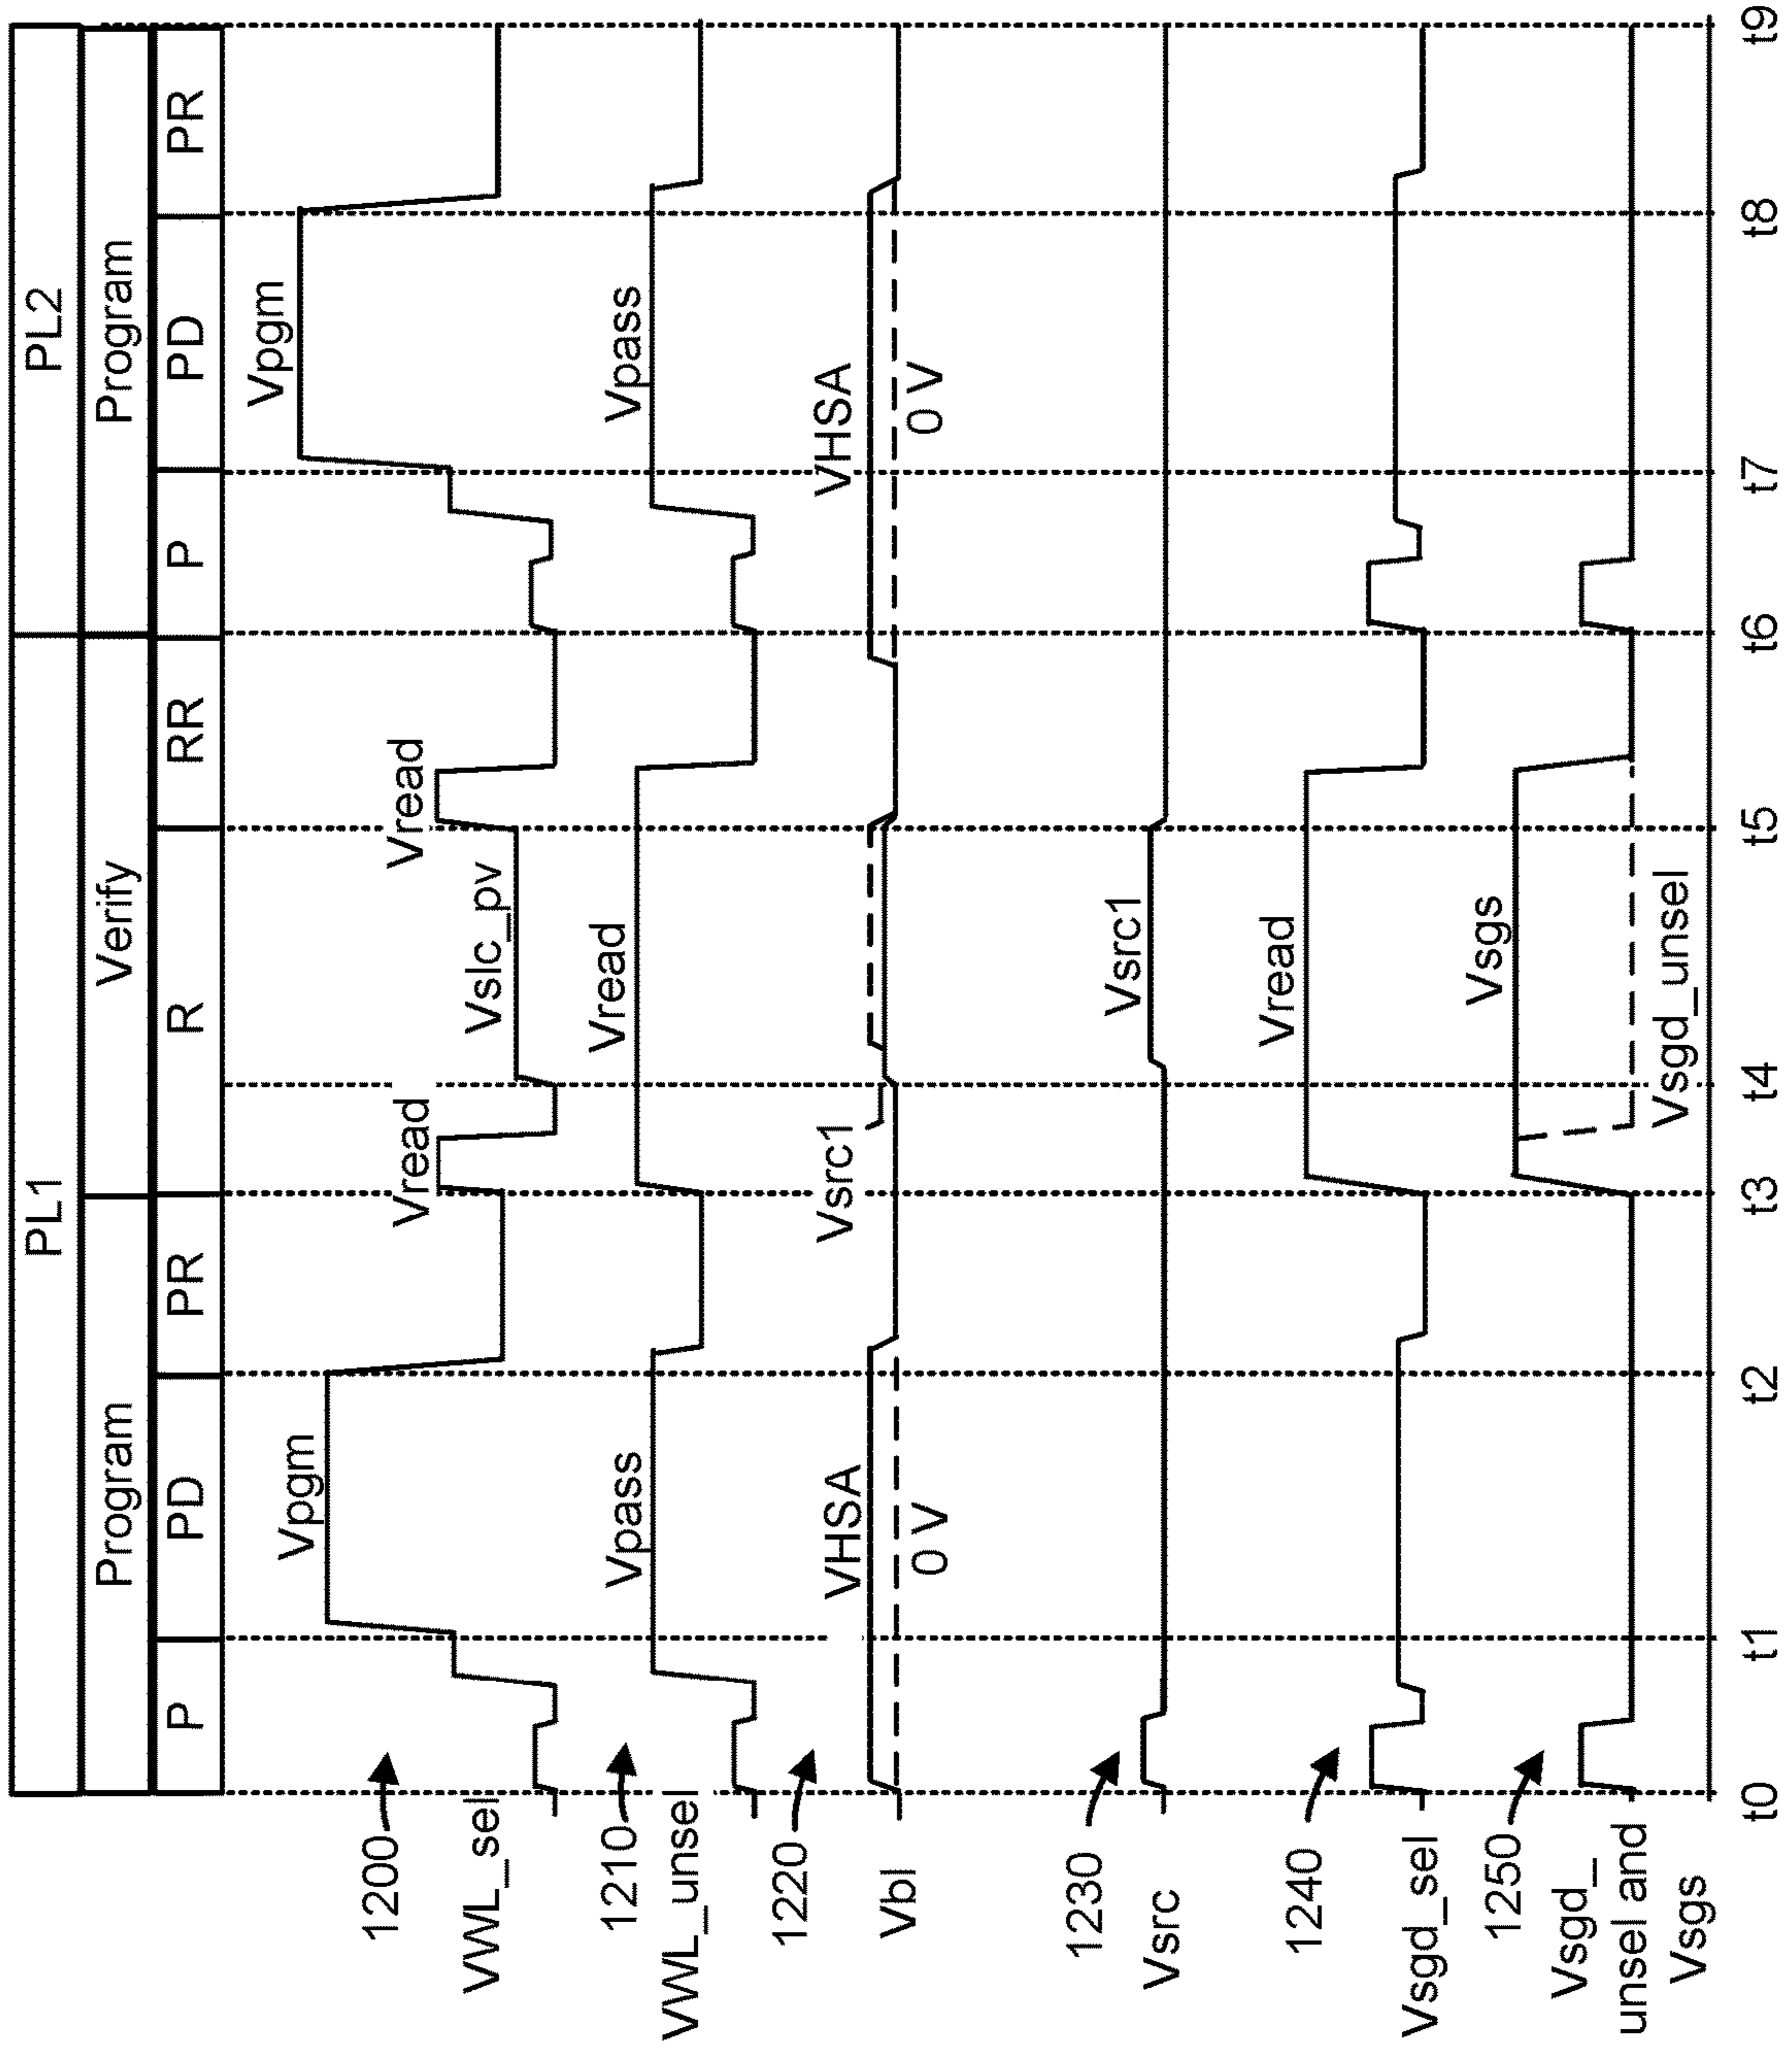 PL1
PL2
Program
Verify
Program
P
PD
PR
R
RR
P
PD
PR
1200
VWL_sel
Vpgm
Vread
Vslc_pv
Vread
Vpgm
1210
VWL_unsel
Vpass
Vread
Vpass
1220
Vbl
VHSA
0 V
Vsrc1
VHSA
0 V
1230
Vsrc
Vsrc1
1240
Vsgd_sel
Vread
1250
Vsgd_
unsel and
Vsgs
Vsgs
Vsgd_unsel
t0
t1
t2
t3
t4
t5
t6
t7
t8
t9